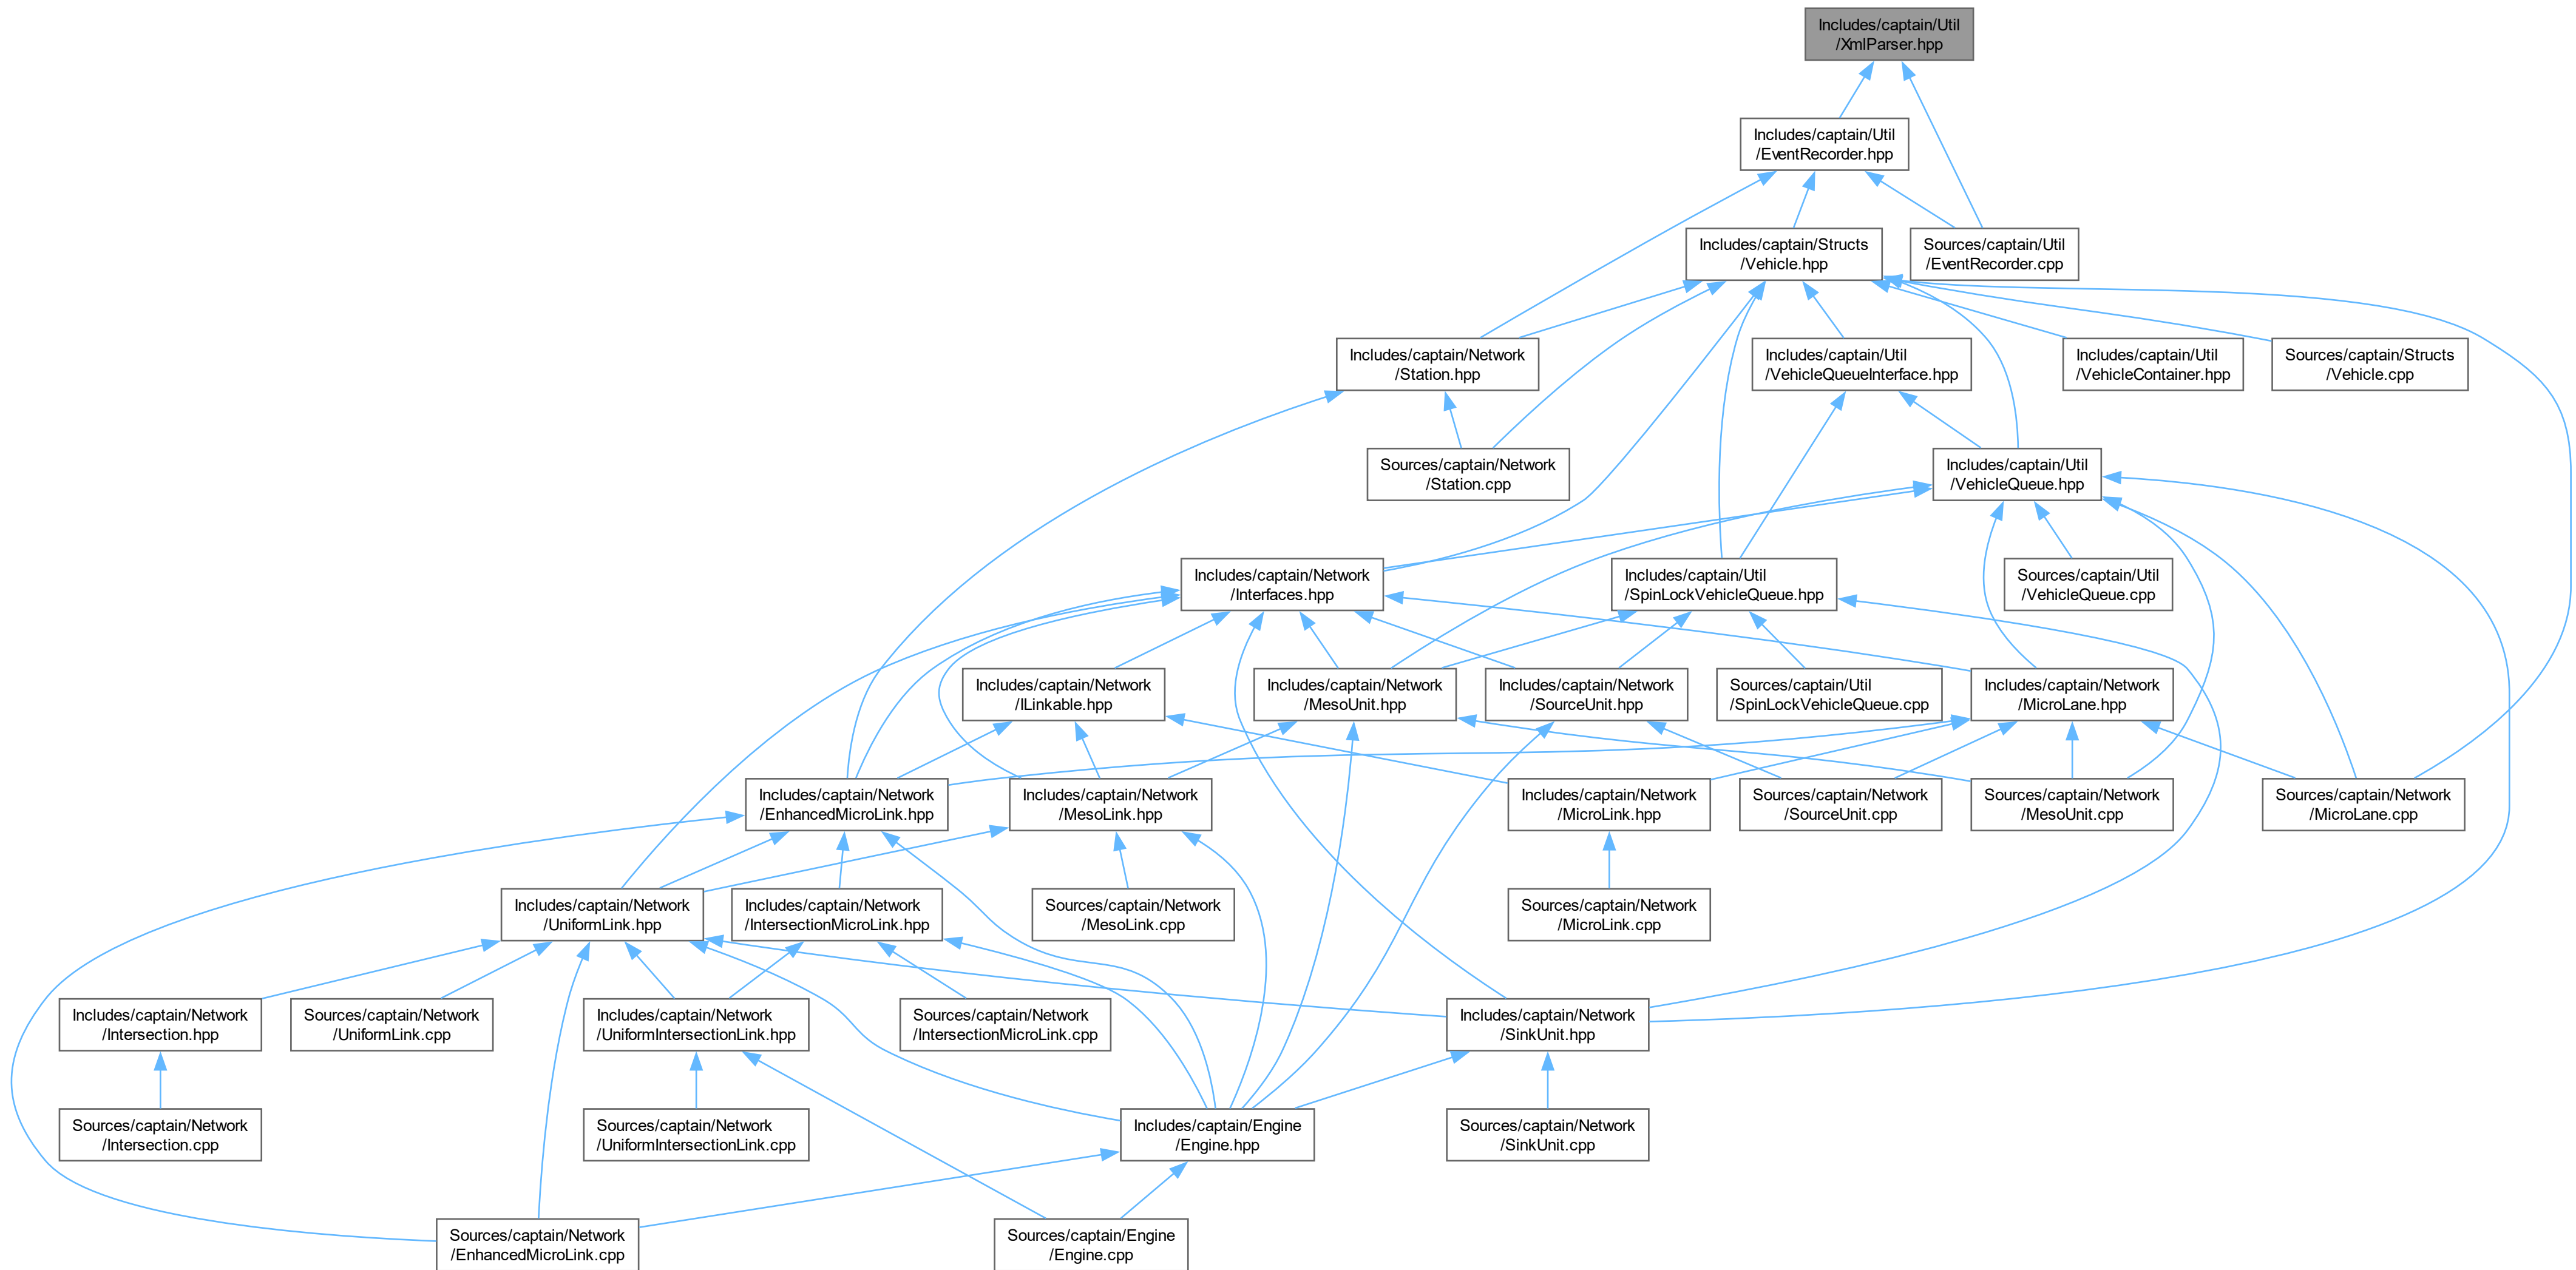 Includes/captain/Util
/XmlParser.hpp
Includes/captain/Util
/EventRecorder.hpp
Includes/captain/Structs
/Vehicle.hpp
Sources/captain/Util
/EventRecorder.cpp
Includes/captain/Network
/Station.hpp
Includes/captain/Util
/VehicleQueueInterface.hpp
Includes/captain/Util
/VehicleContainer.hpp
Sources/captain/Structs
/Vehicle.cpp
Sources/captain/Network
/Station.cpp
Includes/captain/Util
/VehicleQueue.hpp
Includes/captain/Network
/Interfaces.hpp
Includes/captain/Util
/SpinLockVehicleQueue.hpp
Sources/captain/Util
/VehicleQueue.cpp
Includes/captain/Network
/ILinkable.hpp
Includes/captain/Network
/MesoUnit.hpp
Includes/captain/Network
/SourceUnit.hpp
Sources/captain/Util
/SpinLockVehicleQueue.cpp
Includes/captain/Network
/MicroLane.hpp
Includes/captain/Network
/EnhancedMicroLink.hpp
Includes/captain/Network
/MesoLink.hpp
Includes/captain/Network
/MicroLink.hpp
Sources/captain/Network
/SourceUnit.cpp
Sources/captain/Network
/MesoUnit.cpp
Sources/captain/Network
/MicroLane.cpp
Includes/captain/Network
/UniformLink.hpp
Includes/captain/Network
/IntersectionMicroLink.hpp
Sources/captain/Network
/MesoLink.cpp
Sources/captain/Network
/MicroLink.cpp
Includes/captain/Network
/Intersection.hpp
Sources/captain/Network
/UniformLink.cpp
Includes/captain/Network
/UniformIntersectionLink.hpp
Sources/captain/Network
/IntersectionMicroLink.cpp
Includes/captain/Network
/SinkUnit.hpp
Sources/captain/Network
/Intersection.cpp
Sources/captain/Network
/UniformIntersectionLink.cpp
Includes/captain/Engine
/Engine.hpp
Sources/captain/Network
/SinkUnit.cpp
Sources/captain/Network
/EnhancedMicroLink.cpp
Sources/captain/Engine
/Engine.cpp